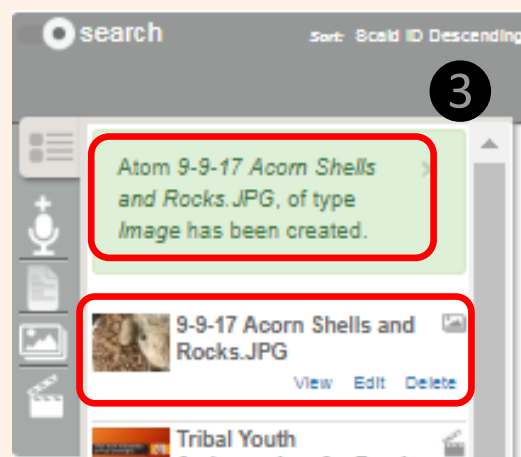 search
Sort: Scald ID Descending
3
Atom 9-9-17 Acorn Shells
and Rocks.JPG, of type
Image has been created.
9-9-17 Acorn Shells and
Rocks.JPG
View Edit Delete
Tribal Youth